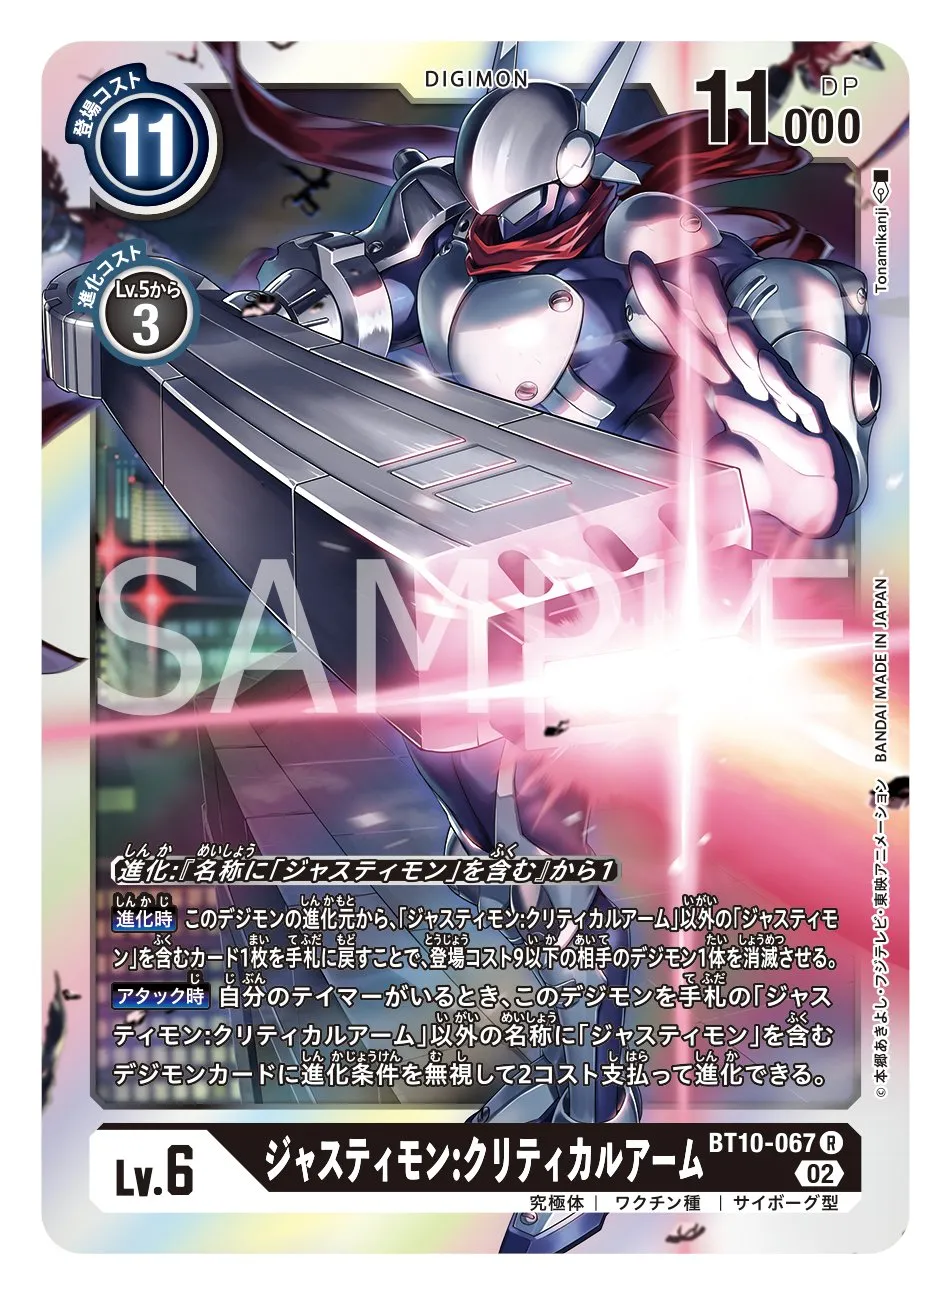 DIGIMON
登場コスト
11
11000
DP
進化コスト
Lv.5から
3
Tonamikanji
SAMPLE
BANDAI MADE IN JAPAN
©本郷あきよし・フジテレビ・東映アニメーション
進化:『名称に「ジャスティモン」を含む』から1
進化時 このデジモンの進化元から、「ジャスティモン:クリティカルアーム」以外の「ジャスティモ
ン」を含むカード1枚を手札に戻すことで、登場コスト9以下の相手のデジモン1体を消滅させる。
アタック時 自分のテイマーがいるとき、このデジモンを手札の「ジャス
ティモン:クリティカルアーム」以外の名称に「ジャスティモン」を含む
デジモンカードに進化条件を無視して2コスト支払って進化できる。
Lv.6
ジャスティモン:クリティカルアーム
BT10-067 R
02
究極体 | ワクチン種 | サイボーグ型